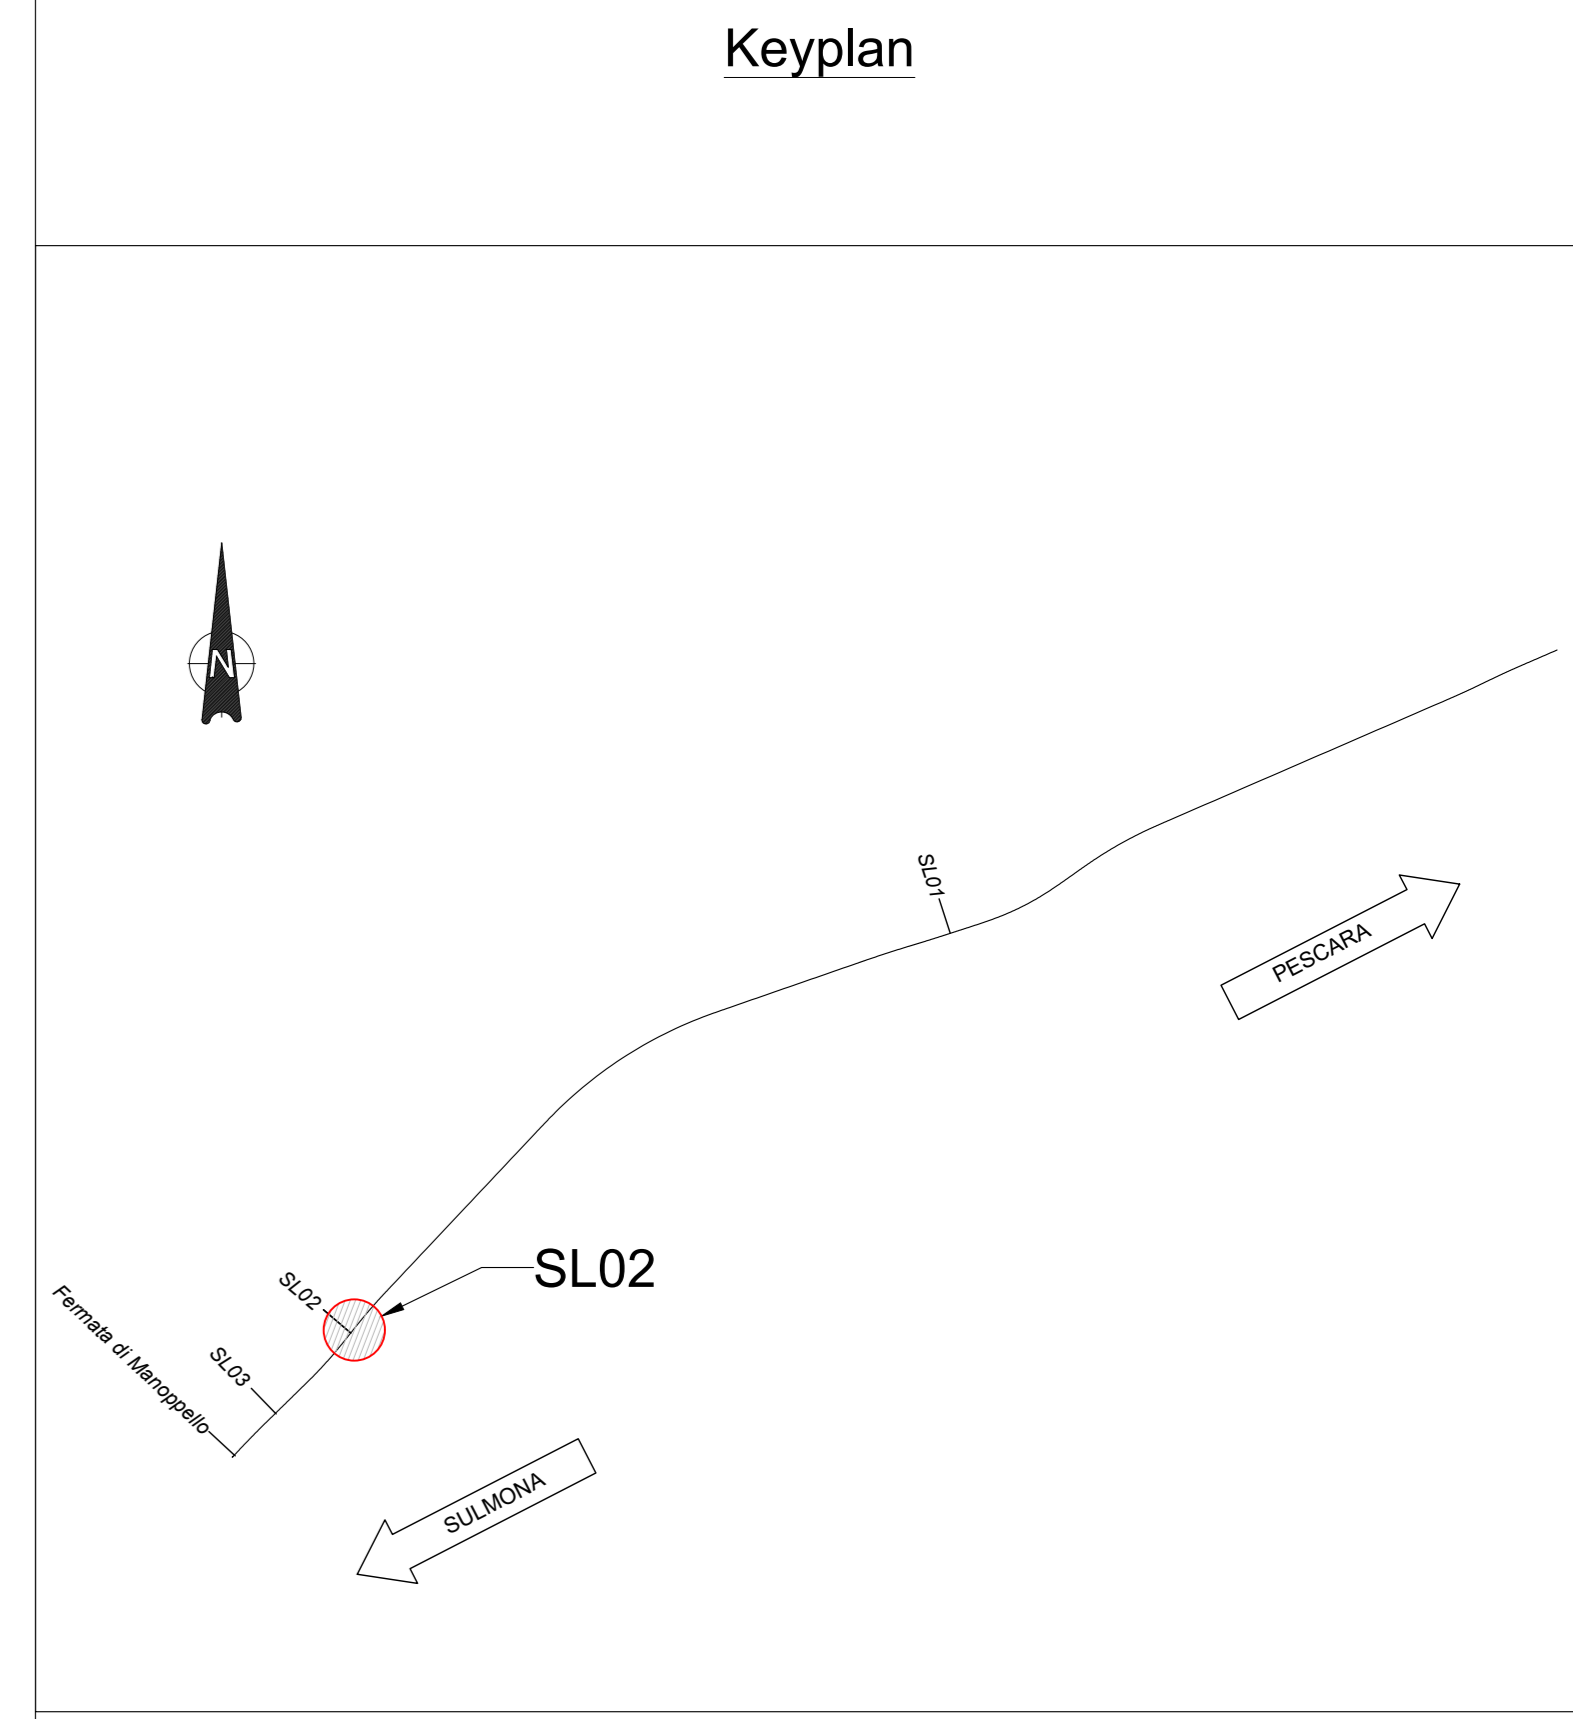 Keyplan
N
SL01
PESCARA
SL02
SL02
Fermata di Manoppello
SL03
SULMONA